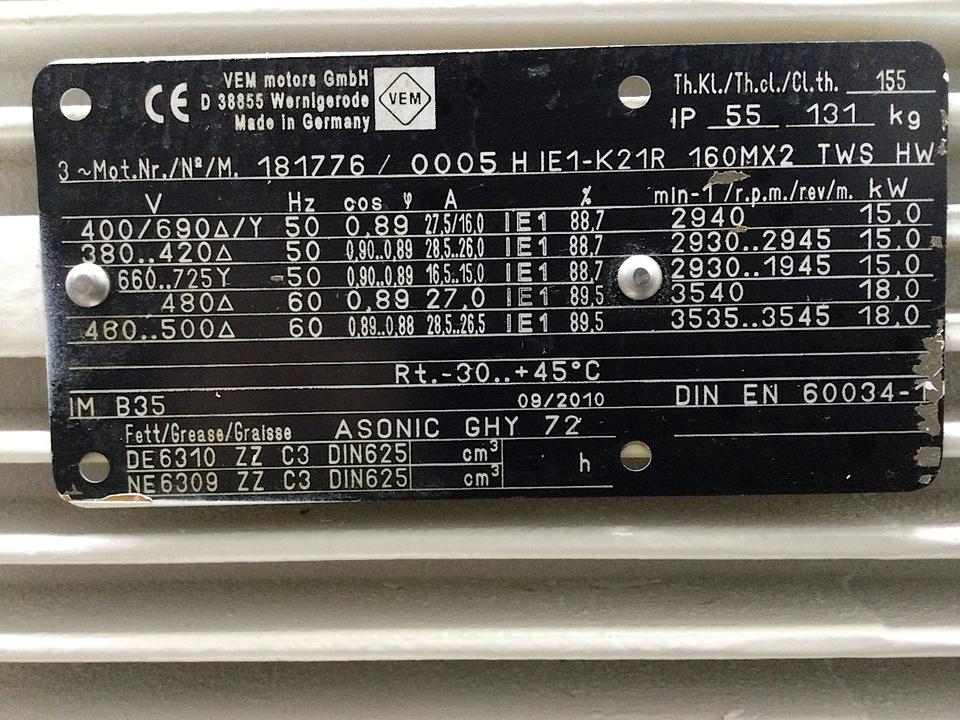 CE
VEM motors GmbH
D 38855 Wernigerode
Made in Germany
VEM
Th.Kl./Th.cl./Cl.th. 155
IP 55 131 kg
3 ~Mot.Nr./Nº/M. 181776 / 0005 H IE1-K21R 160MX2 TWS HW
V Hz cos φ A % min-1/r.p.m./rev/m. kW
400/690Δ/Y 50 0,89 27,5/16,0 IE1 88,7 2940 15,0
380..420Δ 50 0,90..0,89 28,5..26,0 IE1 88,7 2930..2945 15,0
660..725Y 50 0,90..0,89 16,5..15,0 IE1 88,7 2930..1945 15,0
480Δ 60 0,89 27,0 IE1 89,5 3540 18,0
460..500Δ 60 0,89..0,88 28,5..26,5 IE1 89,5 3535..3545 18,0
Rt.-30..+45°C
IM B35 09/2010 DIN EN 60034-1
Fett/Grease/Graisse ASONIC GHY 72
DE6310 ZZ C3 DIN625 cm³ h
NE6309 ZZ C3 DIN625 cm³